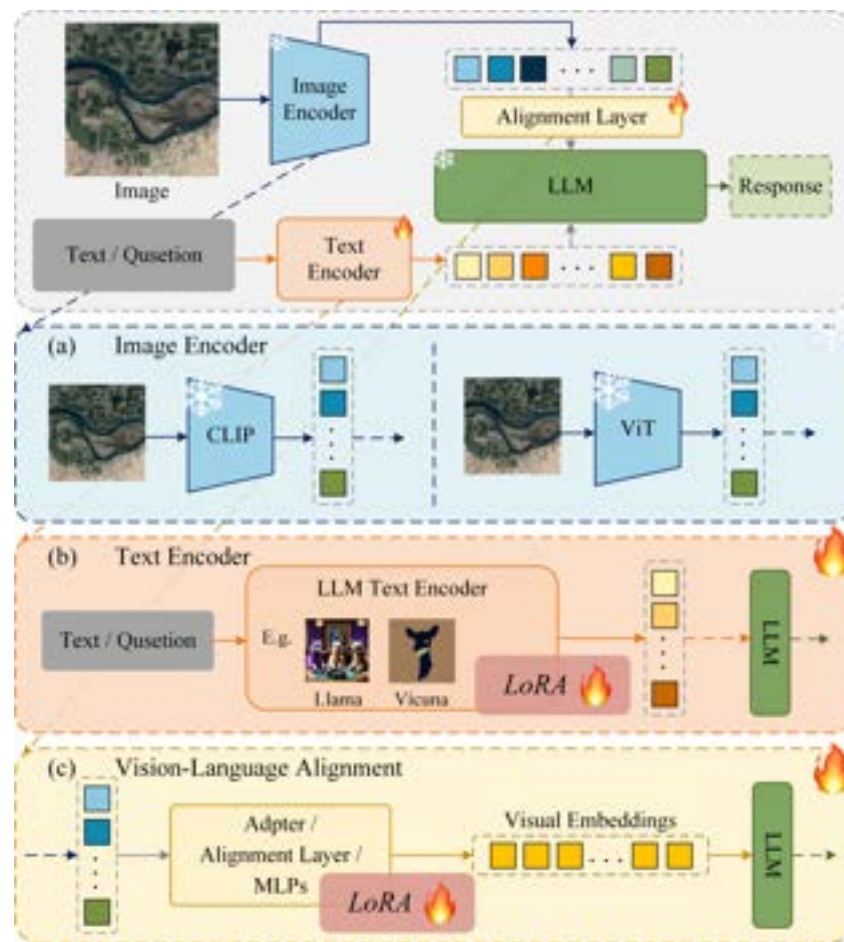 Image
Encoder
Image
Alignment Layer
LLM
Response
Text / Qusetion
Text
Encoder
(a) Image Encoder
CLIP
ViT
(b) Text Encoder
LLM Text Encoder
Text / Qusetion
E.g.
Llama
Vicuna
LoRA
LLM
(c) Vision-Language Alignment
Adpter /
Alignment Layer /
MLPs
LoRA
Visual Embeddings
LLM